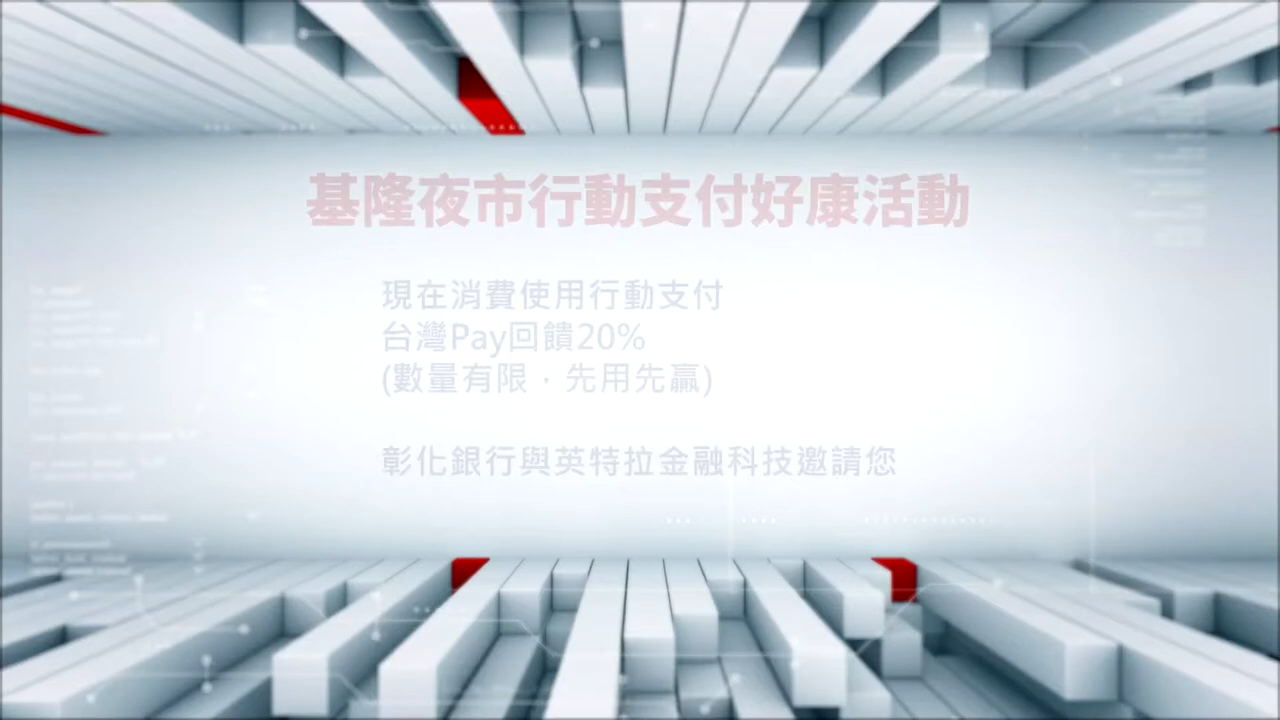 基隆夜市行動支付好康活動
現在消費使用行動支付
台灣Pay回饋20%
(數量有限，先用先贏)
彰化銀行與英特拉金融科技邀請您